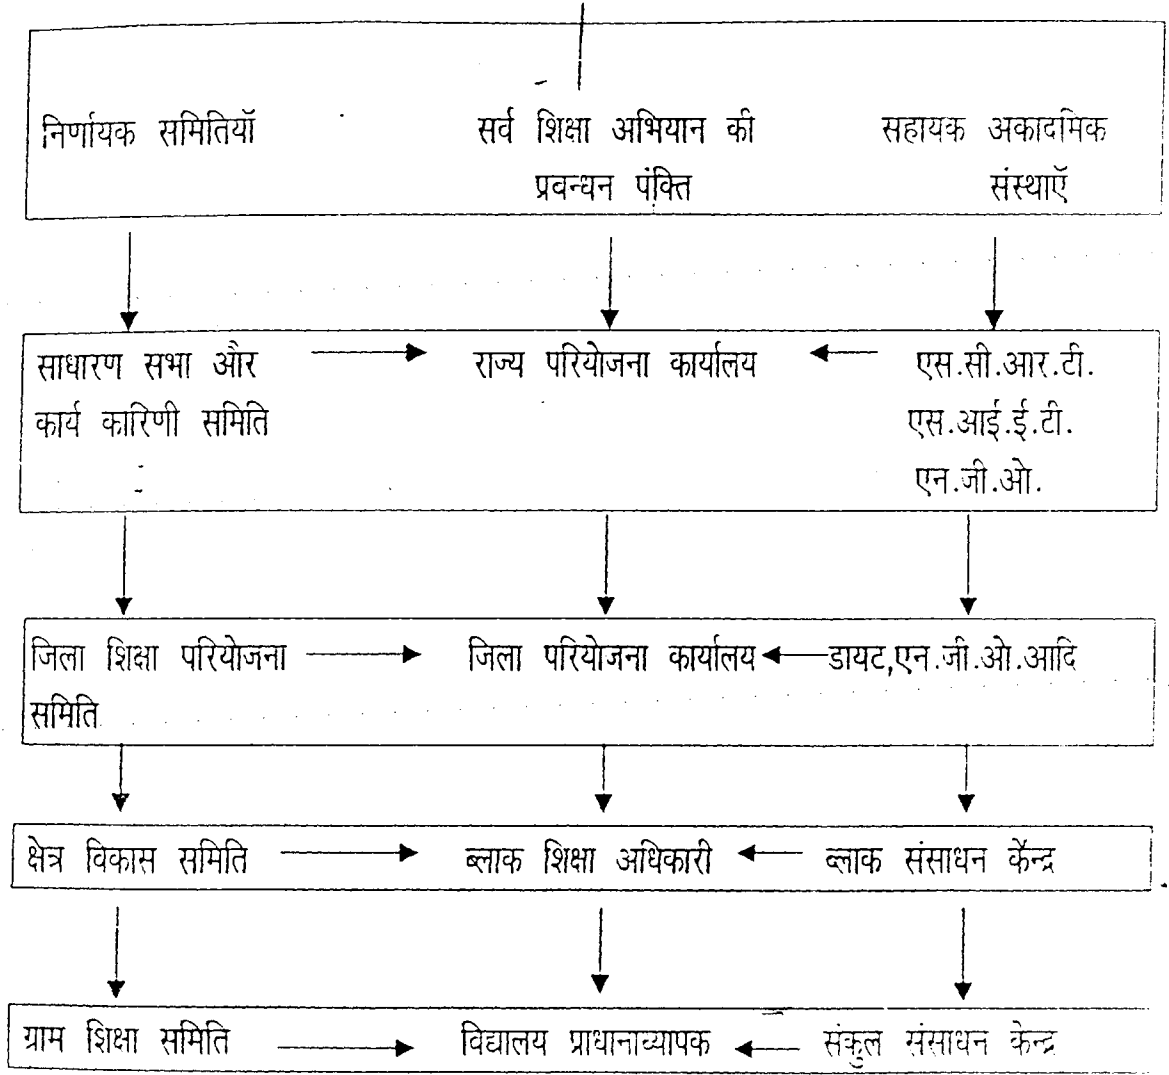 निर्णायक समितियॉ सर्व शिक्षा अभियान की सहायक अकादमिक
प्रबन्धन पंक्ति संस्थाऍ
साधारण सभा और राज्य परियोजना कार्यालय एस.सी.आर.टी.
कार्य कारिणी समिति एस.आई.ई.टी.
एन.जी.ओ.
जिला शिक्षा परियोजना जिला परियोजना कार्यालय डायट,एन.जी.ओ.आदि
समिति
क्षेत्र विकास समिति ब्लाक शिक्षा अधिकारी ब्लाक संसाधन केन्द्र
ग्राम शिक्षा समिति विद्यालय प्राधानाव्यापक संकुल संसाधन केन्द्र